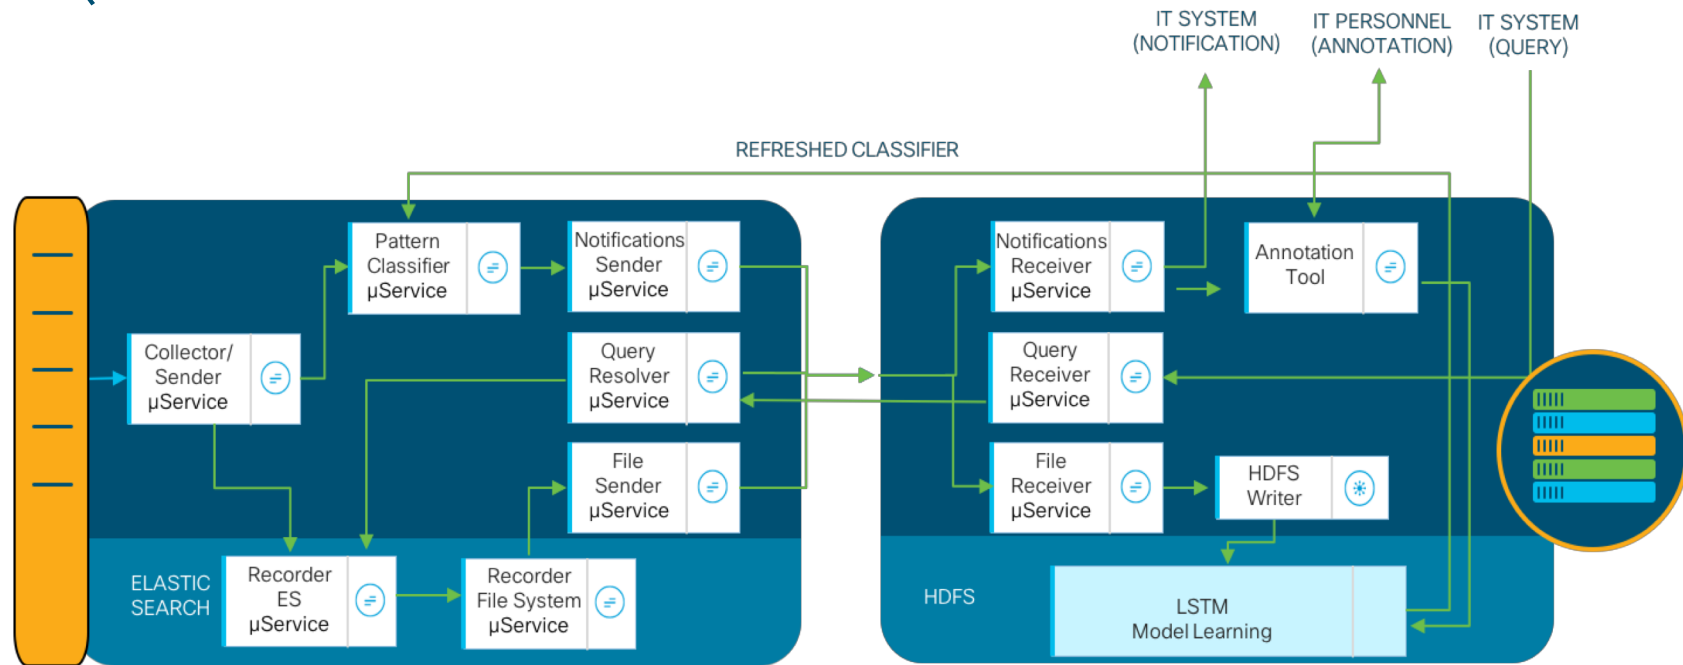 IT SYSTEM
(NOTIFICATION)
IT PERSONNEL
(ANNOTATION)
IT SYSTEM
(QUERY)
REFRESHED CLASSIFIER
Pattern
Classifier
µService
Notifications
Sender
µService
Collector/
Sender
µService
Query
Resolver
µService
File
Sender
µService
ELASTIC
SEARCH
Recorder
ES
µService
Recorder
File System
µService
Notifications
Receiver
µService
Annotation
Tool
Query
Receiver
µService
File
Receiver
µService
HDFS
Writer
HDFS
LSTM
Model Learning